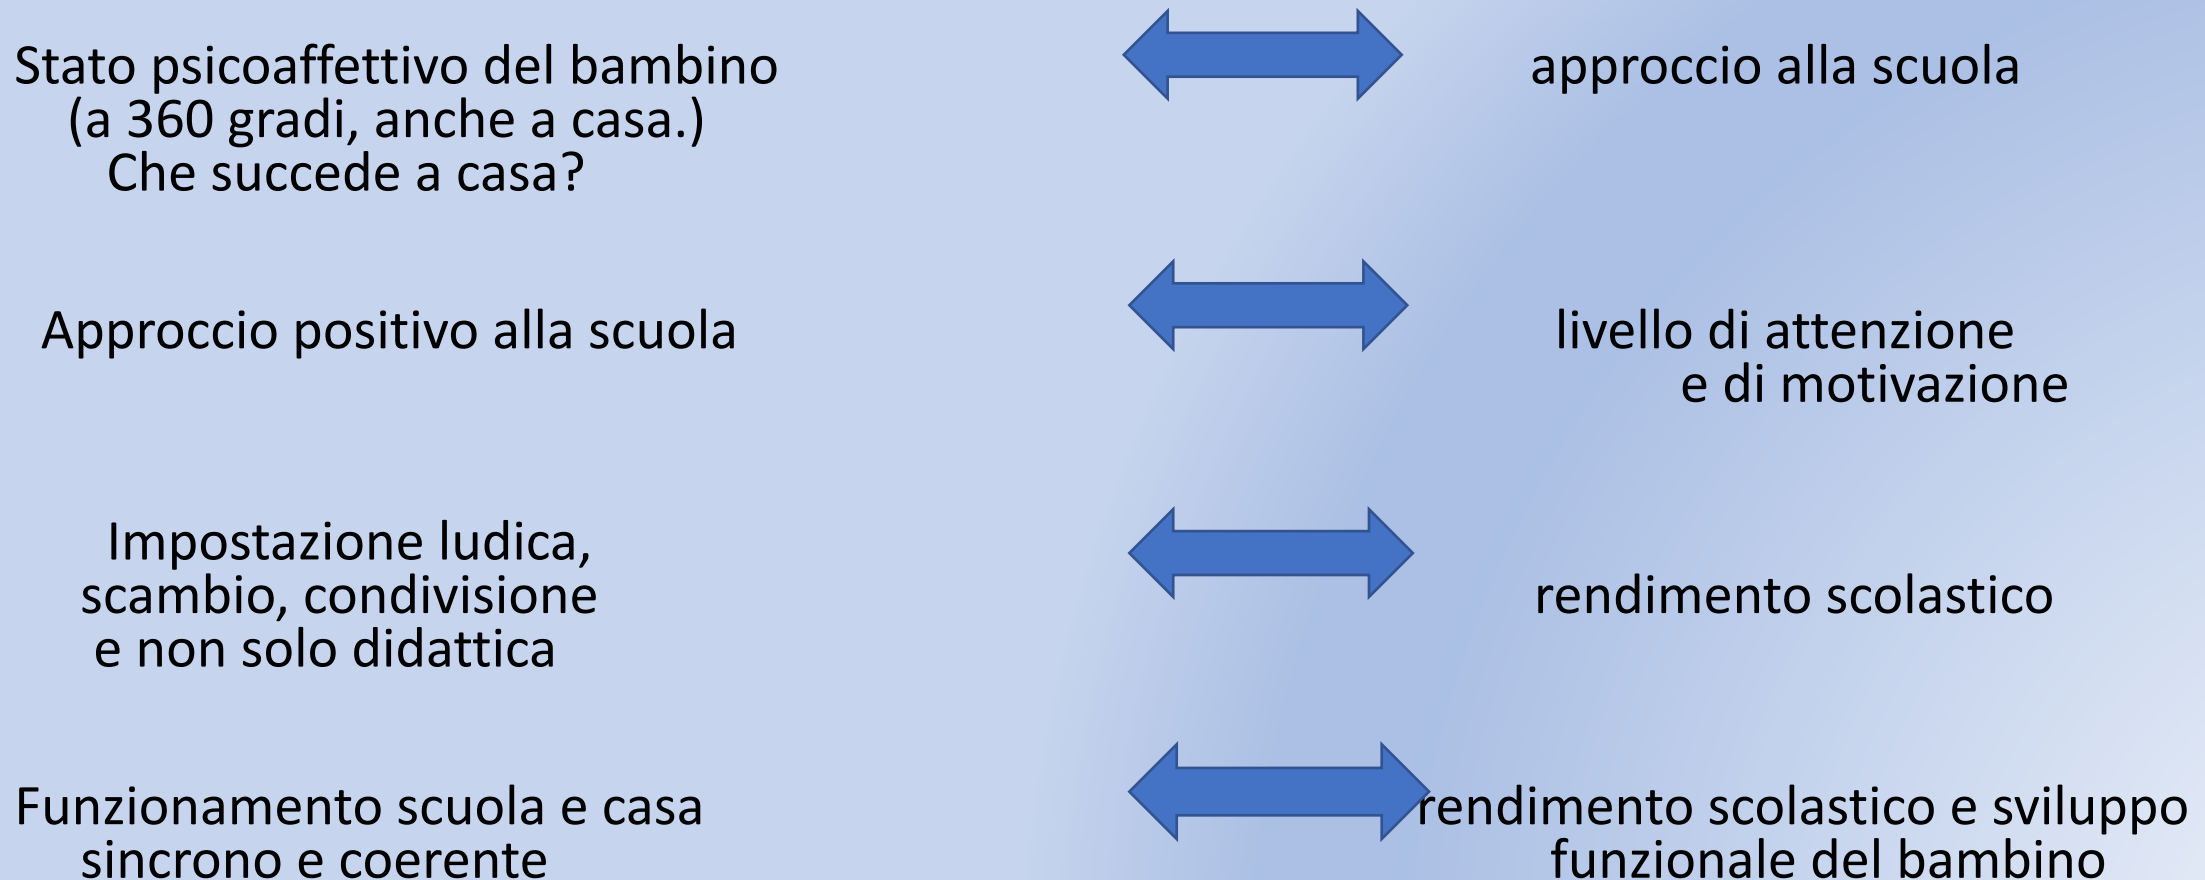 Stato psicoaffettivo del bambino approccio alla scuola
(a 360 gradi, anche a casa.)
Che succede a casa?
Approccio positivo alla scuola livello di attenzione
e di motivazione
Impostazione ludica,
scambio, condivisione rendimento scolastico
e non solo didattica
Funzionamento scuola e casa rendimento scolastico e sviluppo
sincrono e coerente funzionale del bambino